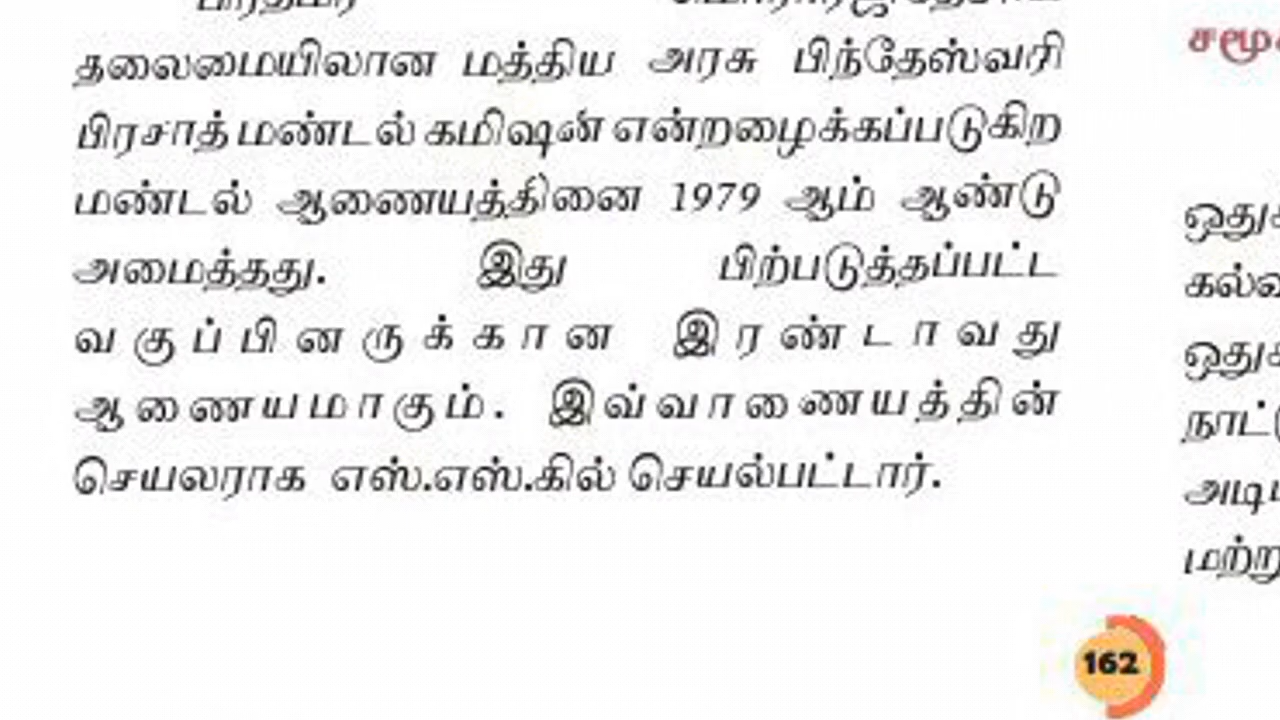 தலைமையிலான மத்திய அரசு பிந்தேஸ்வரி
பிரசாத் மண்டல் கமிஷன் என்றழைக்கப்படுகிற
மண்டல் ஆணையத்தினை 1979 ஆம் ஆண்டு
அமைத்தது. இது பிற்படுத்தப்பட்ட
வகுப்பினருக்கான இரண்டாவது
ஆணையமாகும். இவ்வாணையத்தின்
செயலராக எஸ்.எஸ்.கில் செயல்பட்டார்.
162